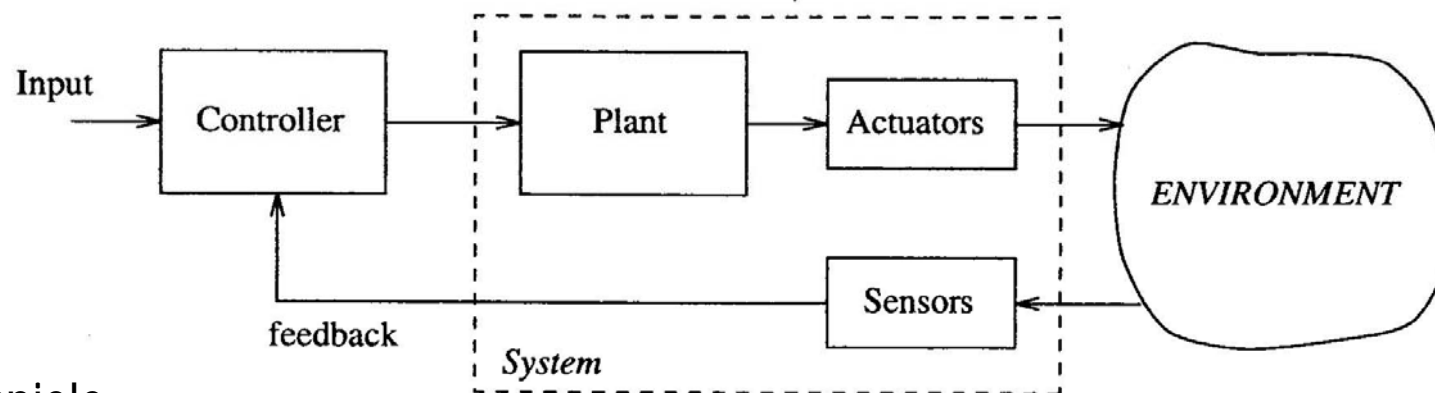 Input
Controller
Plant
Actuators
ENVIRONMENT
Sensors
feedback
System